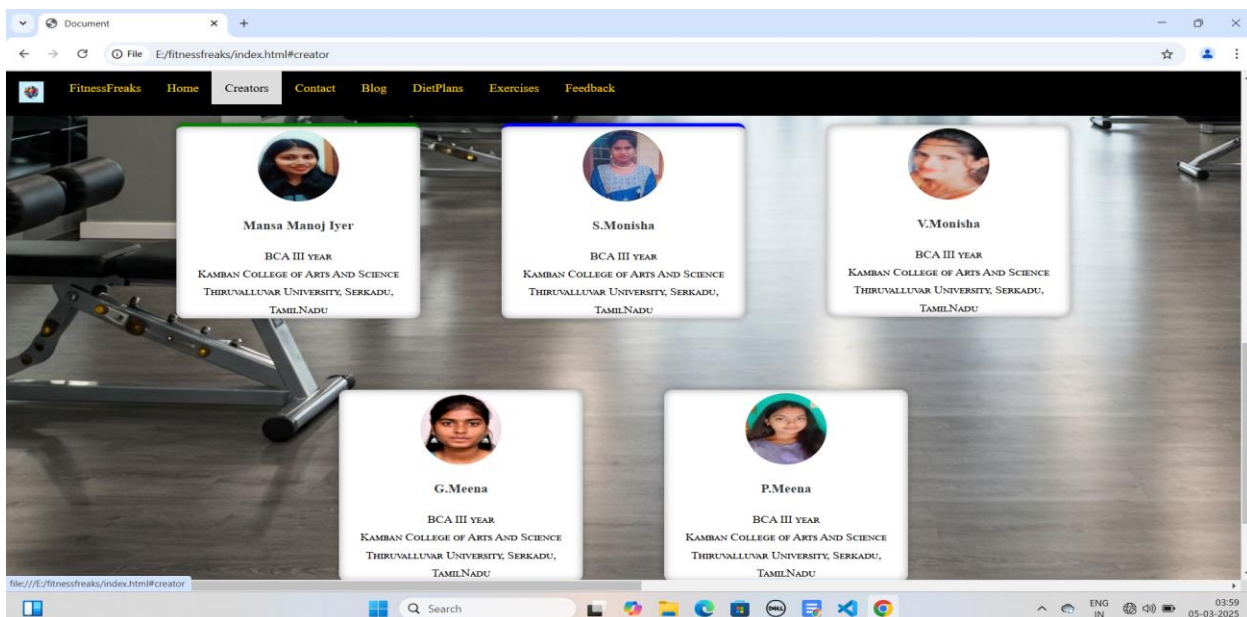 Document
File E:/fitnessfreaks/index.html#creator
FitnessFreaks Home Creators Contact Blog DietPlans Exercises Feedback
Mansa Manoj Iyer
BCA III YEAR
KAMBAN COLLEGE OF ARTS AND SCIENCE
THIRUVALLUVAR UNIVERSITY, SERKADU,
TAMILNADU
S.Monisha
BCA III YEAR
KAMBAN COLLEGE OF ARTS AND SCIENCE
THIRUVALLUVAR UNIVERSITY, SERKADU,
TAMILNADU
V.Monisha
BCA III YEAR
KAMBAN COLLEGE OF ARTS AND SCIENCE
THIRUVALLUVAR UNIVERSITY, SERKADU,
TAMILNADU
G.Meena
BCA III YEAR
KAMBAN COLLEGE OF ARTS AND SCIENCE
THIRUVALLUVAR UNIVERSITY, SERKADU,
TAMILNADU
P.Meena
BCA III YEAR
KAMBAN COLLEGE OF ARTS AND SCIENCE
THIRUVALLUVAR UNIVERSITY, SERKADU,
TAMILNADU
file:///E:/fitnessfreaks/index.html#creator
Search
DELL
ENG
IN
03:59
05-03-2025